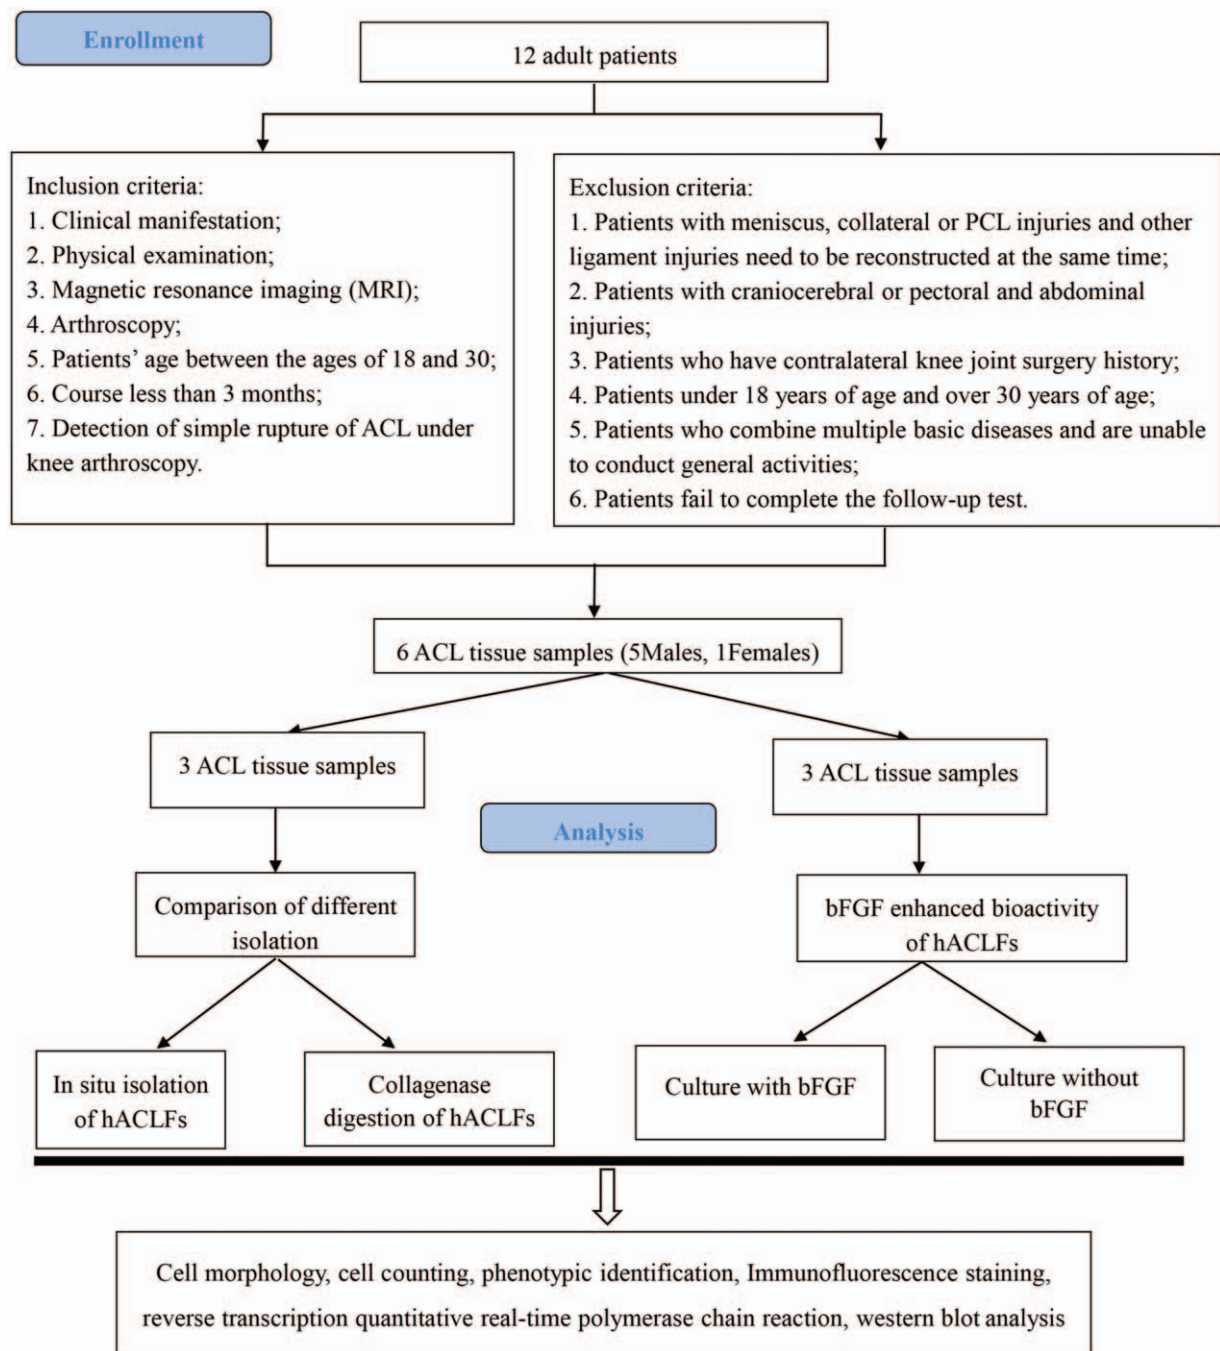 Enrollment
12 adult patients
Inclusion criteria:
1. Clinical manifestation;
2. Physical examination;
3. Magnetic resonance imaging (MRI);
4. Arthroscopy;
5. Patients' age between the ages of 18 and 30;
6. Course less than 3 months;
7. Detection of simple rupture of ACL under
knee arthroscopy.
Exclusion criteria:
1. Patients with meniscus, collateral or PCL injuries and other
ligament injuries need to be reconstructed at the same time;
2. Patients with craniocerebral or pectoral and abdominal
injuries;
3. Patients who have contralateral knee joint surgery history;
4. Patients under 18 years of age and over 30 years of age;
5. Patients who combine multiple basic diseases and are unable
to conduct general activities;
6. Patients fail to complete the follow-up test.
6 ACL tissue samples (5Males, 1Females)
3 ACL tissue samples
3 ACL tissue samples
Analysis
Comparison of different
isolation
bFGF enhanced bioactivity
of hACLFs
In situ isolation
of hACLFs
Collagenase
digestion of hACLFs
Culture with bFGF
Culture without
bFGF
Cell morphology, cell counting, phenotypic identification, Immunofluorescence staining,
reverse transcription quantitative real-time polymerase chain reaction, western blot analysis